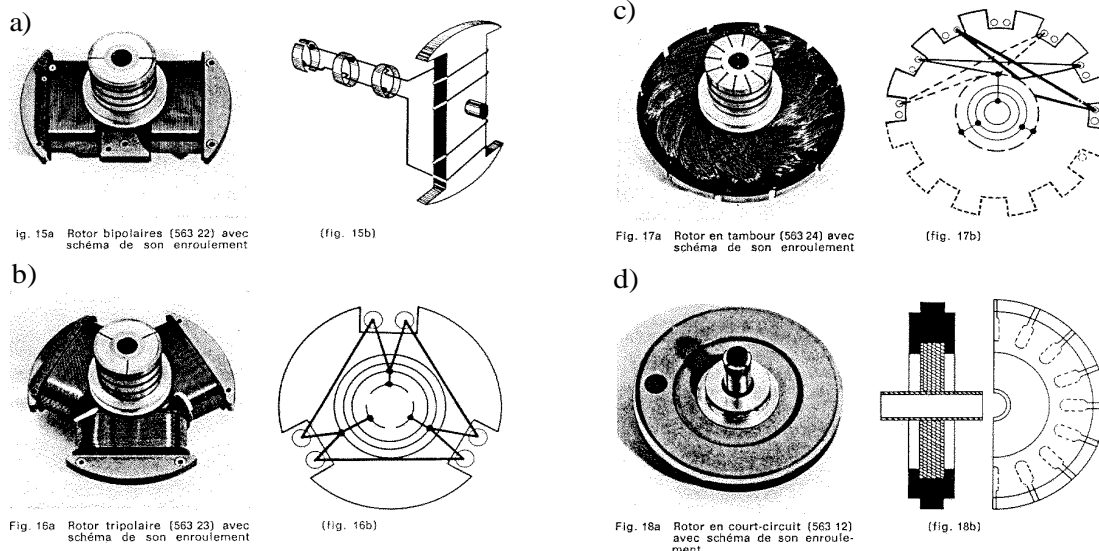 a)
ig. 15a Rotor bipolaires (563 22) avec
schéma de son enroulement
(fig. 15b)
b)
Fig. 16a Rotor tripolaire (563 23) avec
schéma de son enroulement
(fig. 16b)
c)
Fig. 17a Rotor en tambour (563 24) avec
schéma de son enroulement
(fig. 17b)
d)
Fig. 18a Rotor en court-circuit (563 12)
avec schéma de son enroule-
ment
(fig. 18b)